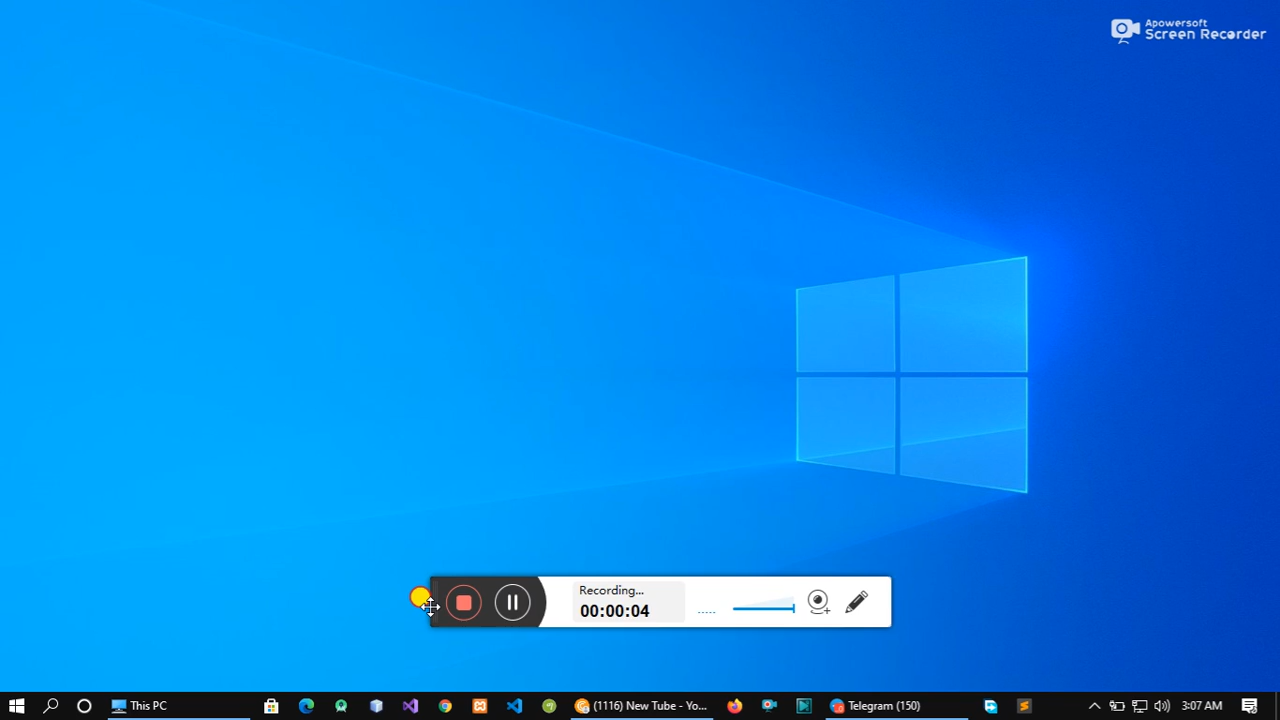 Apowersoft
Screen Recorder
Recording...
00:00:04
This PC
(1116) New Tube - Yo...
Telegram (150)
3:07 AM